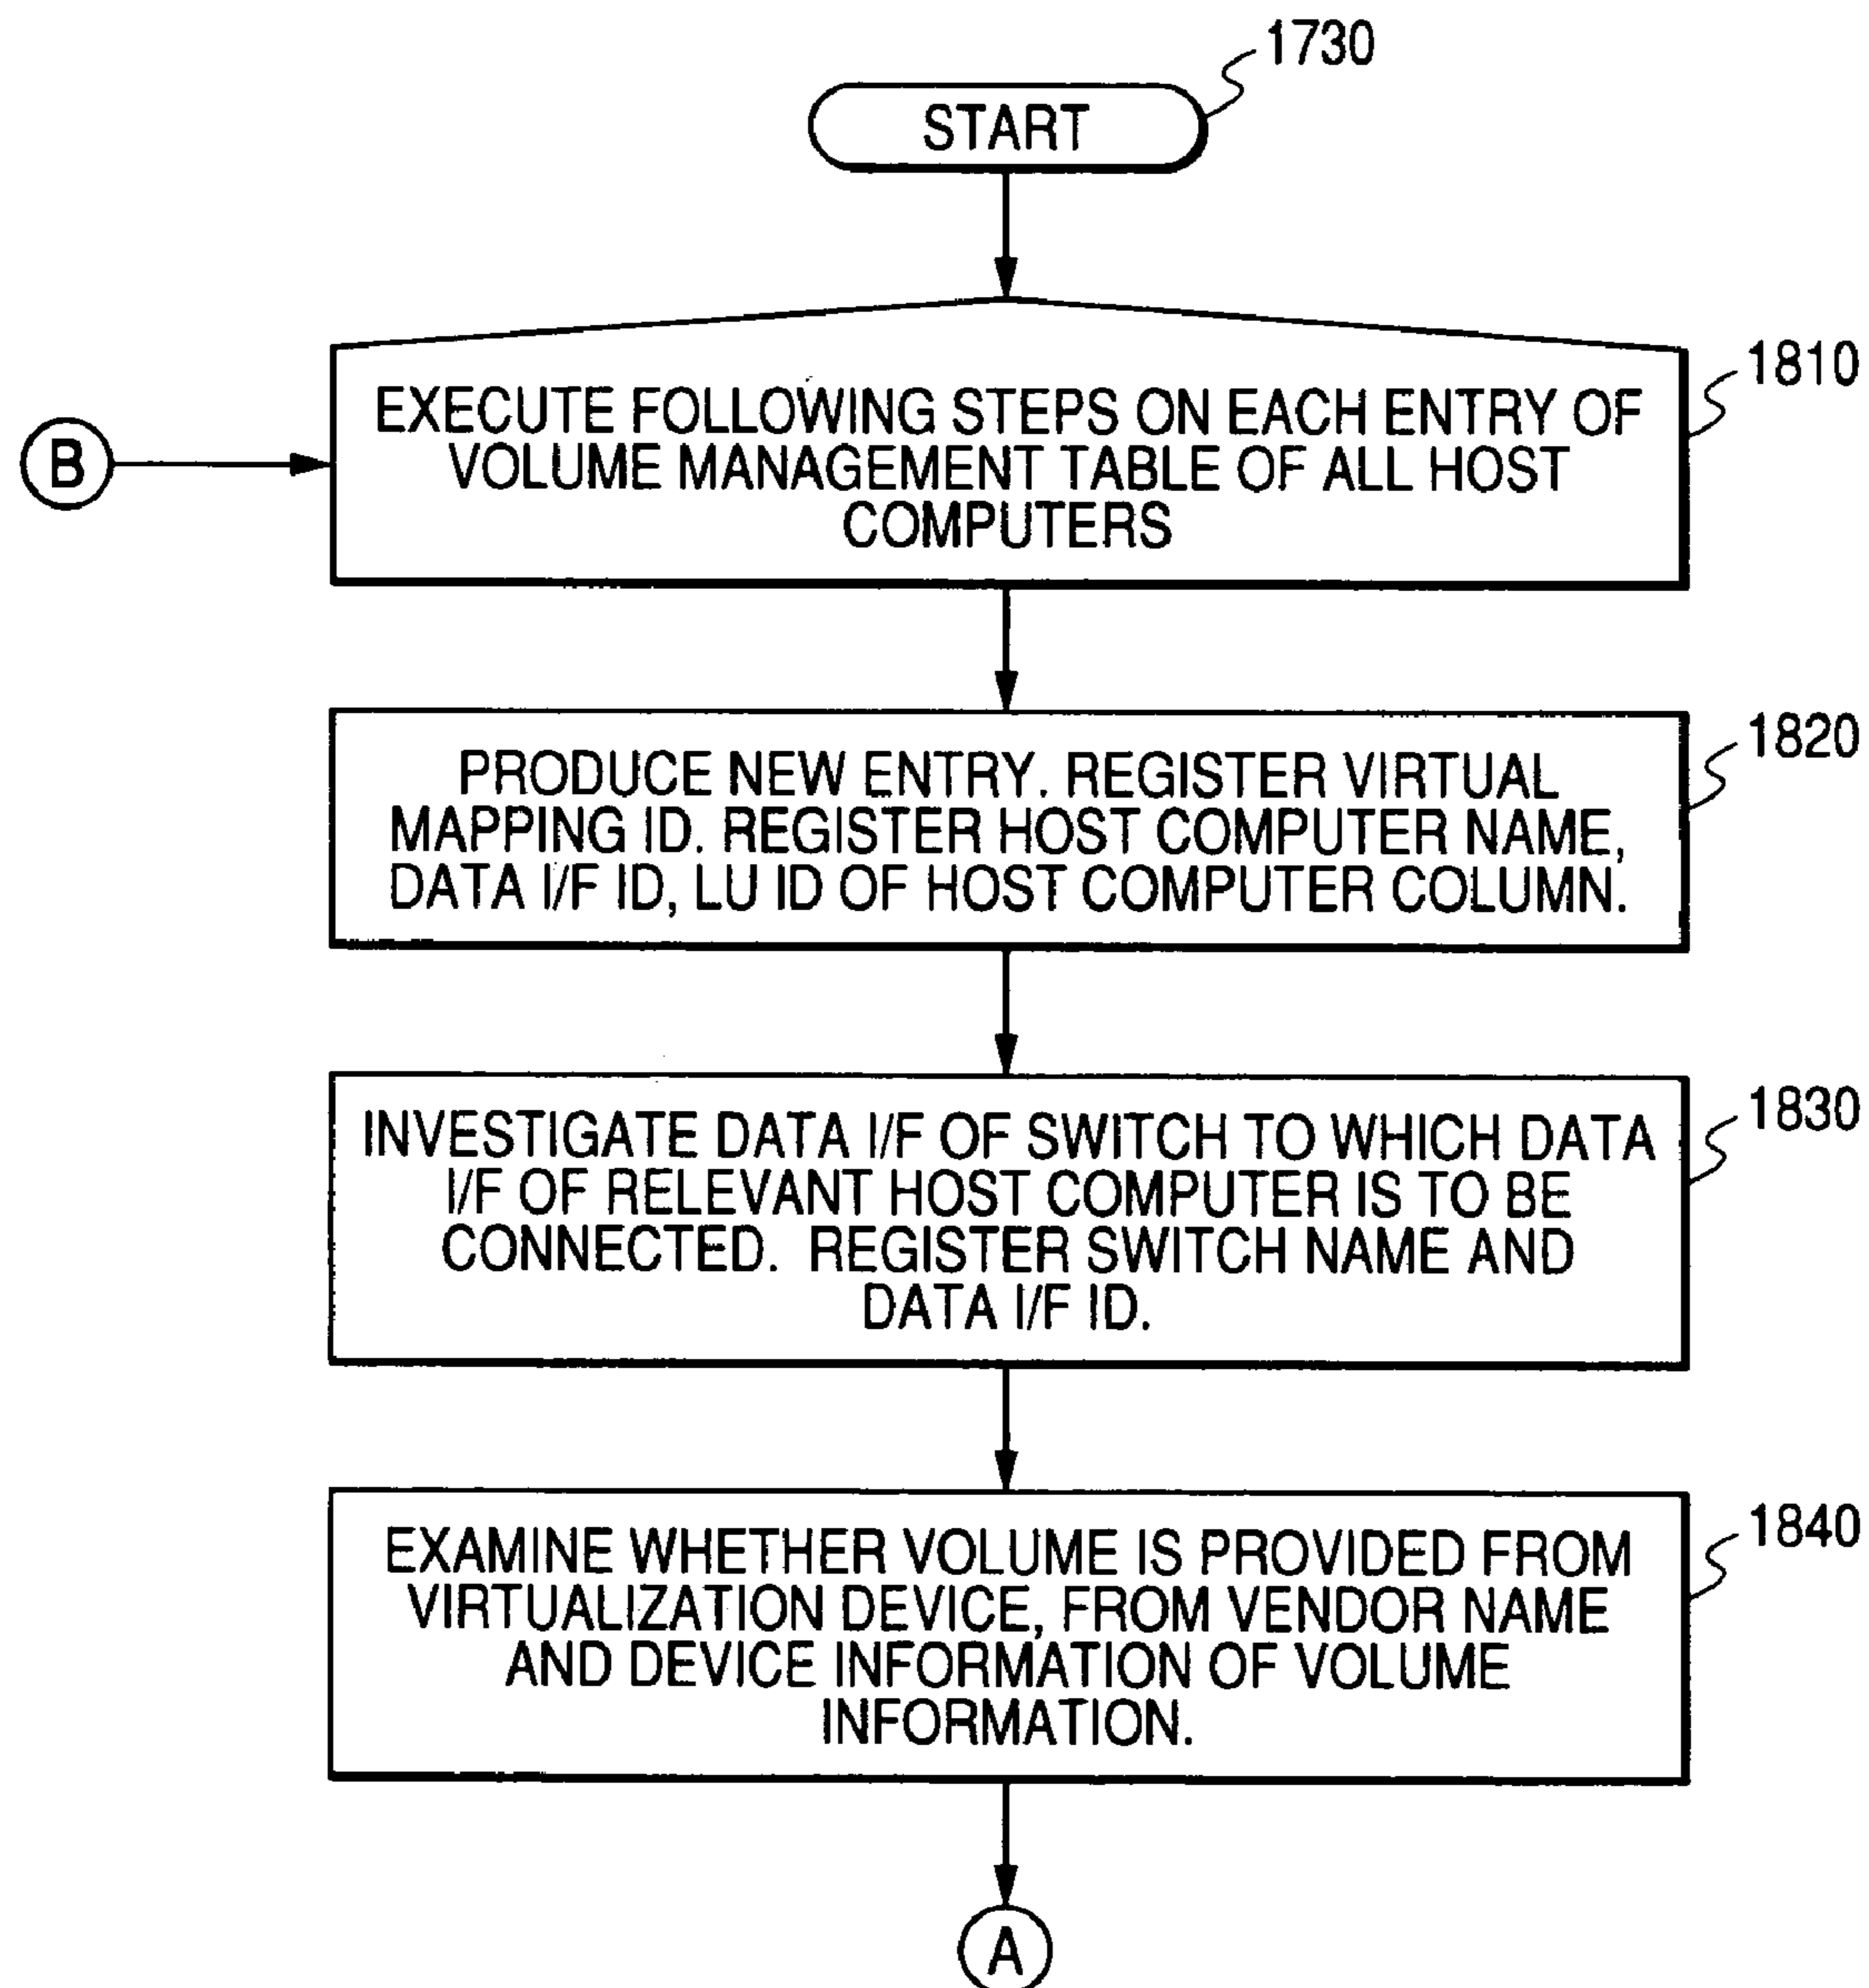 1730
START
1810
EXECUTE FOLLOWING STEPS ON EACH ENTRY OF
VOLUME MANAGEMENT TABLE OF ALL HOST
COMPUTERS
B
1820
PRODUCE NEW ENTRY. REGISTER VIRTUAL
MAPPING ID. REGISTER HOST COMPUTER NAME,
DATA I/F ID, LU ID OF HOST COMPUTER COLUMN.
1830
INVESTIGATE DATA I/F OF SWITCH TO WHICH DATA
I/F OF RELEVANT HOST COMPUTER IS TO BE
CONNECTED. REGISTER SWITCH NAME AND
DATA I/F ID.
1840
EXAMINE WHETHER VOLUME IS PROVIDED FROM
VIRTUALIZATION DEVICE, FROM VENDOR NAME
AND DEVICE INFORMATION OF VOLUME
INFORMATION.
A